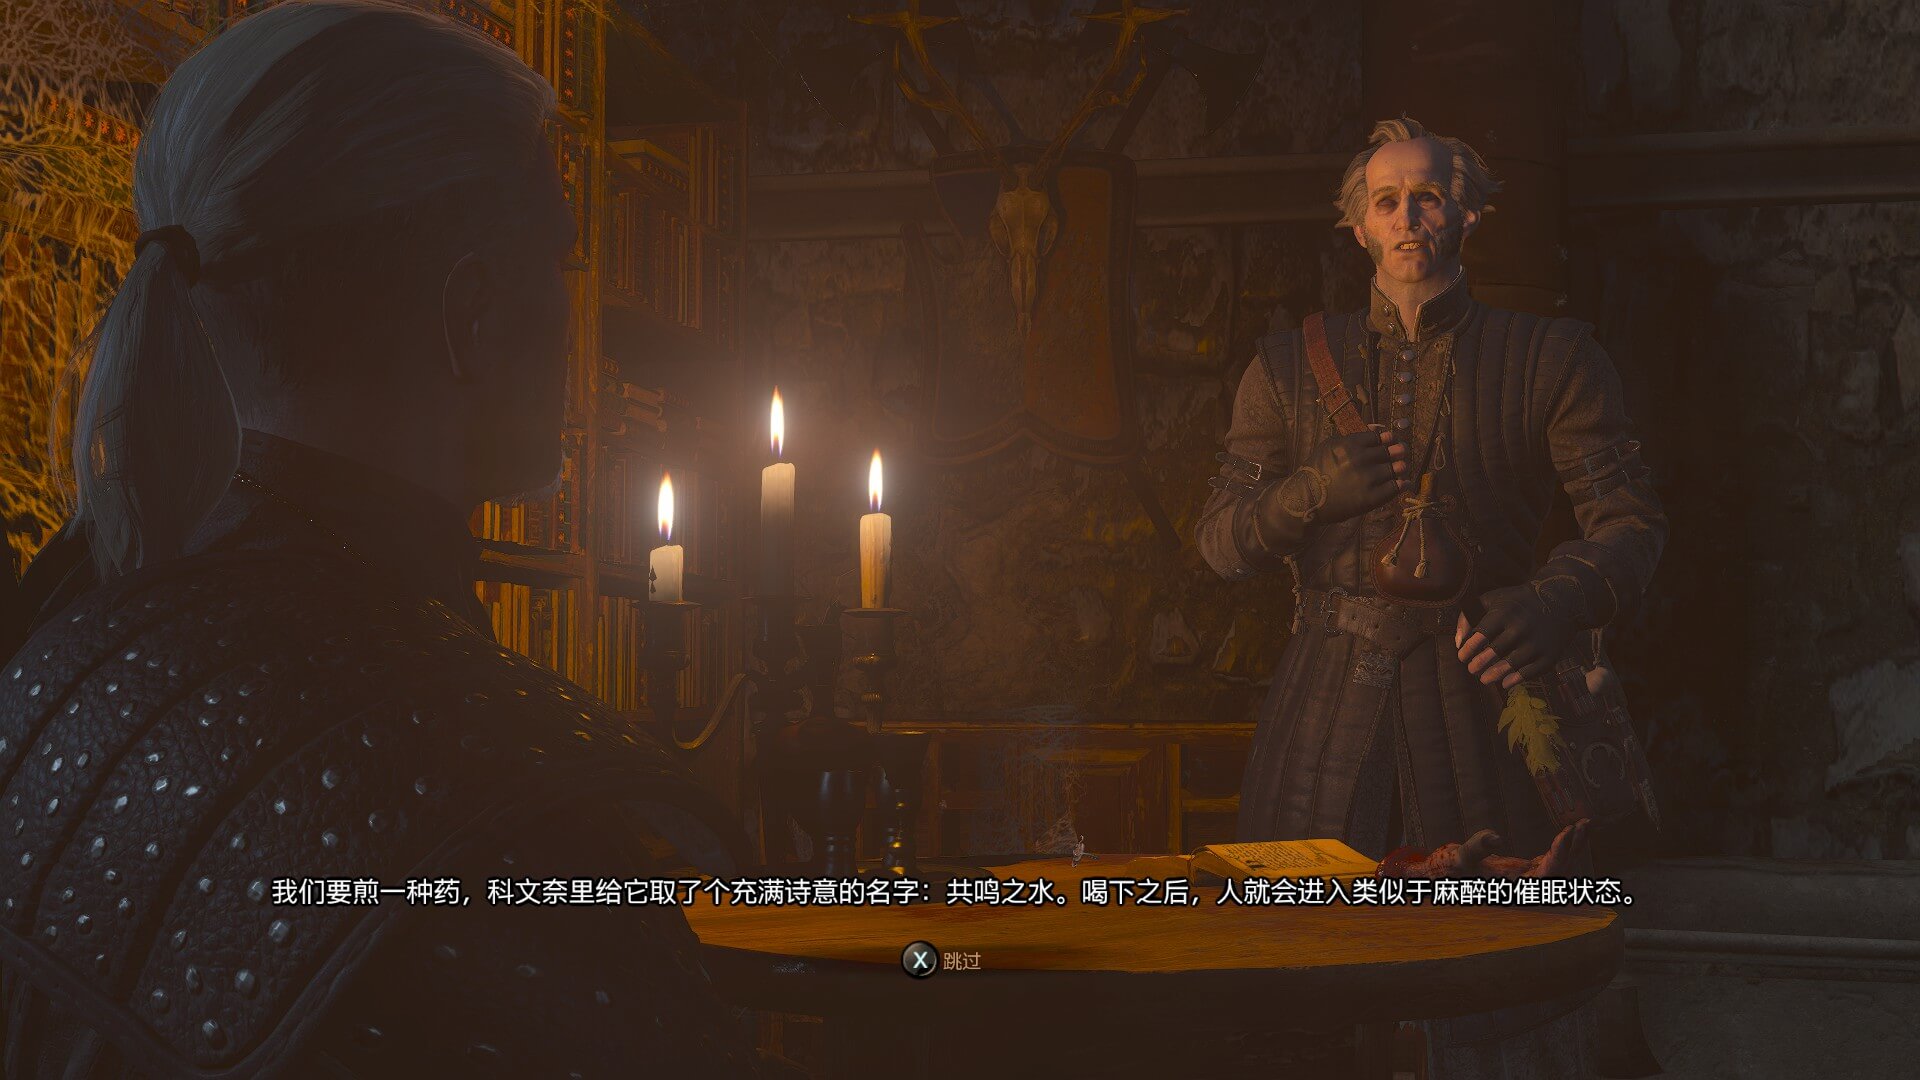 我们要煎一种药，科文奈里给它取了个充满诗意的名字：共鸣之水。喝下之后，人就会进入类似于麻醉的催眠状态。
X 跳过